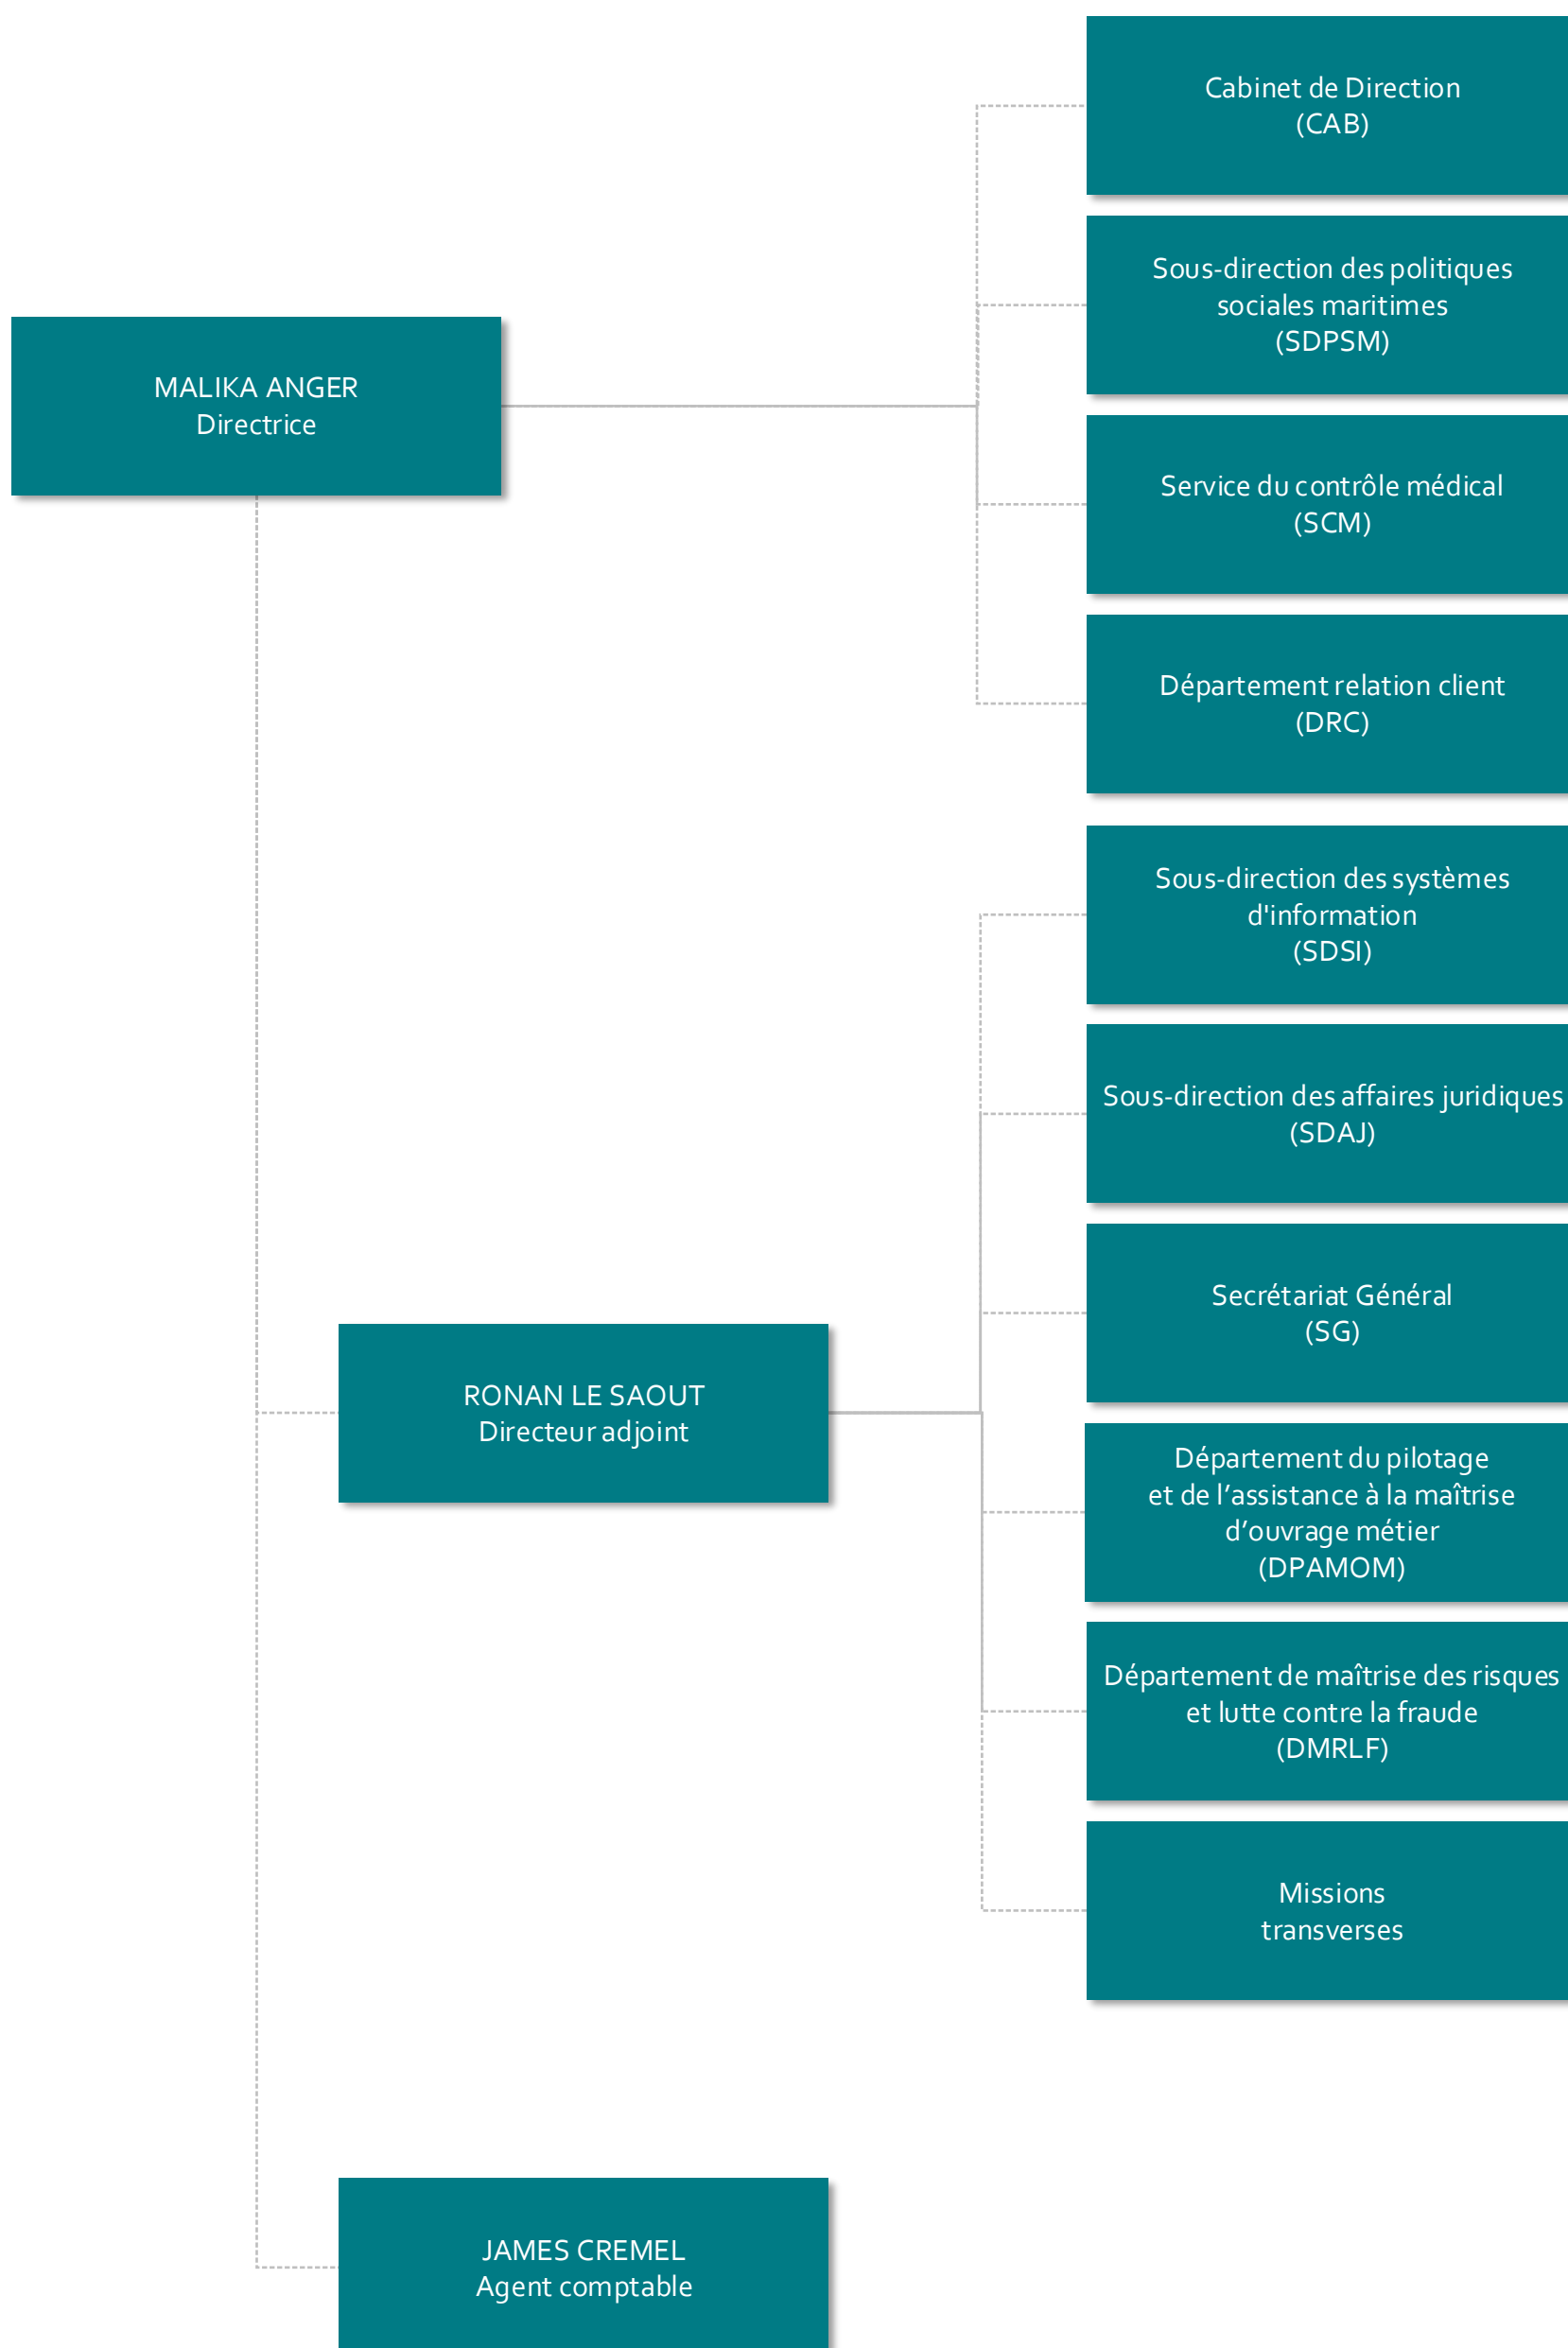 Cabinet de Direction
(CAB)
Sous-direction des politiques
sociales maritimes
(SDPSM)
MALIKA ANGER
Directrice
Service du contrôle médical
(SCM)
Département relation client
(DRC)
Sous-direction des systèmes
d'information
(SDSI)
Sous-direction des affaires juridiques
(SDAJ)
Secrétariat Général
(SG)
RONAN LE SAOUT
Directeur adjoint
Département du pilotage
et de l’assistance à la maîtrise
d’ouvrage métier
(DPAMOM)
Département de maîtrise des risques
et lutte contre la fraude
(DMRLF)
Missions
transverses
JAMES CREMEL
Agent comptable